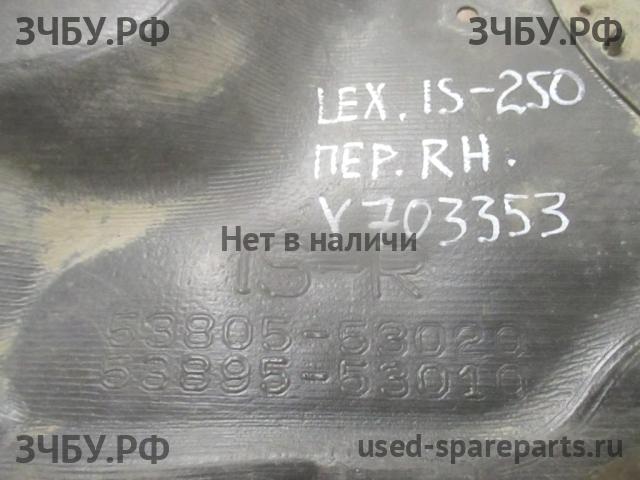 ЗЧБУ.РФ
ЗЧБУ.РФ
LEX. IS-250
ПЕР. RH.
Y703353
Нет в наличи
IS-R
53805-53020
53895-53010
ЗЧБУ.РФ
used-spareparts.ru